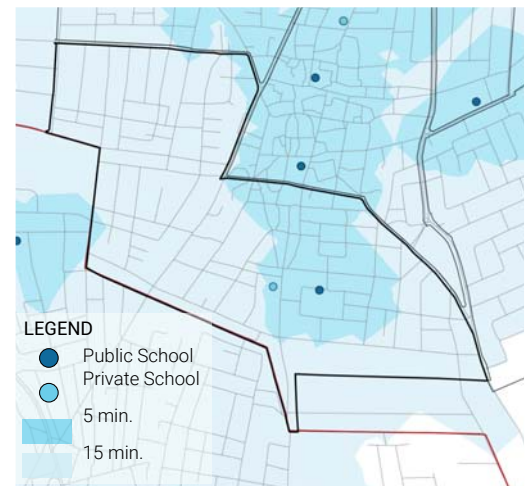 LEGEND
Public School
Private School
5 min.
15 min.